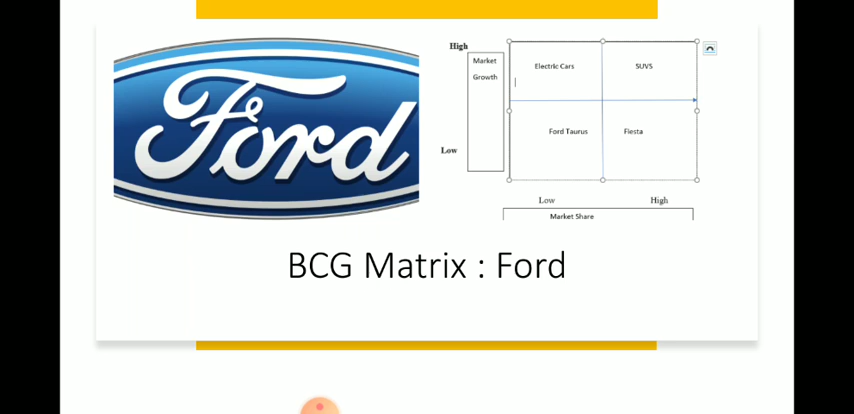 Ford
High
Market
Growth
Electric Cars
SUVS
Ford Taurus
Fiesta
Low
Low
High
Market Share
BCG Matrix : Ford